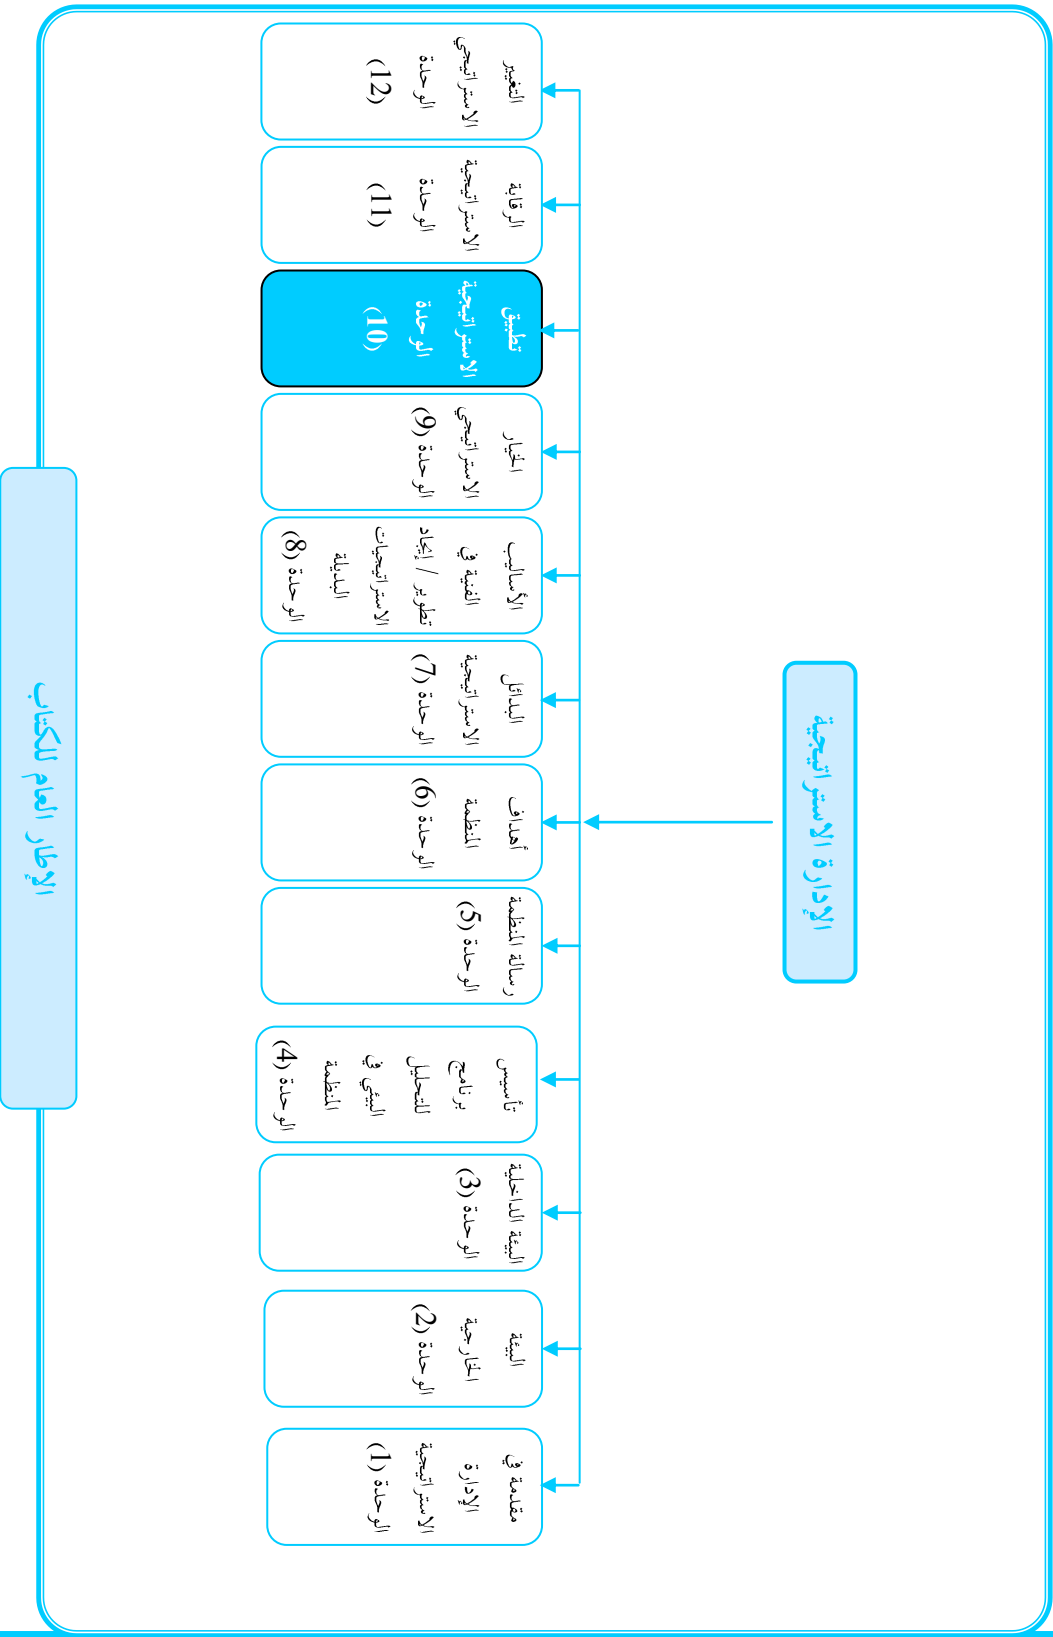 الإطار العام للكتاب
الإدارة الاستراتيجية
مقدمة في
الإدارة
الاستراتيجية
الوحدة (1)
البيئة
الخارجية
الوحدة (2)
البيئة الداخلية
الوحدة (3)
تأسيس
برنامج
للتحليل
البيئي في
المنظمة
الوحدة (4)
رسالة المنظمة
الوحدة (5)
أهداف
المنظمة
الوحدة (6)
البدائل
الاستراتيجية
الوحدة (7)
الأساليب
الفنية في
تطوير / إيجاد
الاستراتيجيات
البديلة
الوحدة (8)
الخيار
الاستراتيجي
الوحدة (9)
تطبيق
الاستراتيجية
الوحدة
(10)
الرقابة
الاستراتيجية
الوحدة
(11)
التغيير
الاستراتيجي
الوحدة
(12)